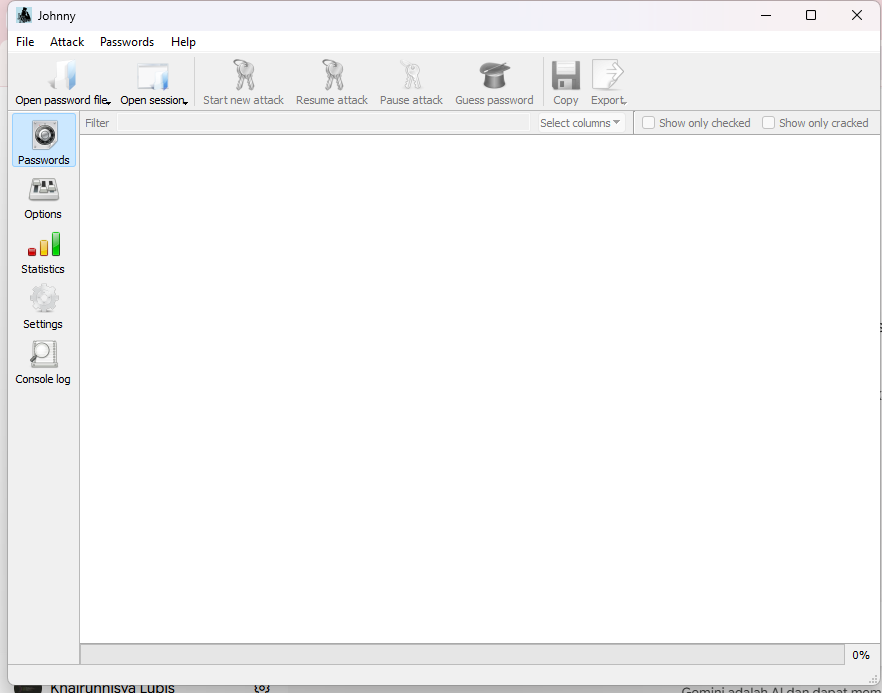 Johnny
File Attack Passwords Help
Open password file Open session Start new attack Resume attack Pause attack Guess password Copy Export
Filter Select columns Show only checked Show only cracked
Passwords
Options
Statistics
Settings
Console log
0%
Khairunnisya Lubis
Gemini adalah AI dan dapat mem